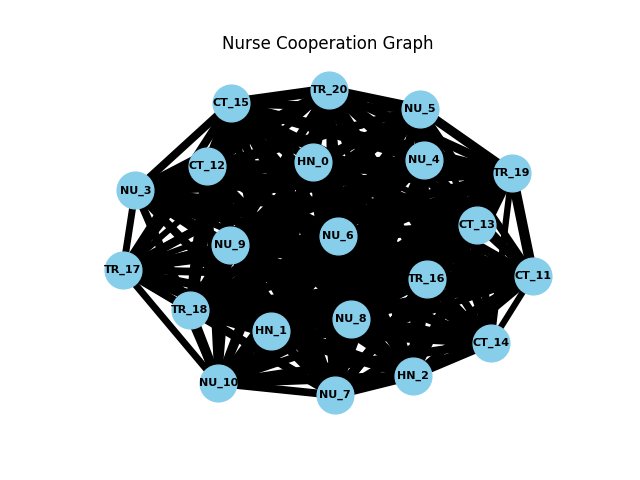 Nurse Cooperation Graph
TR_20
CT_15
NU_5
HN_0
NU_4
CT_12
TR_19
NU_3
CT_13
NU_6
NU_9
TR_17
CT_11
TR_16
TR_18
NU_8
HN_1
CT_14
HN_2
NU_10
NU_7